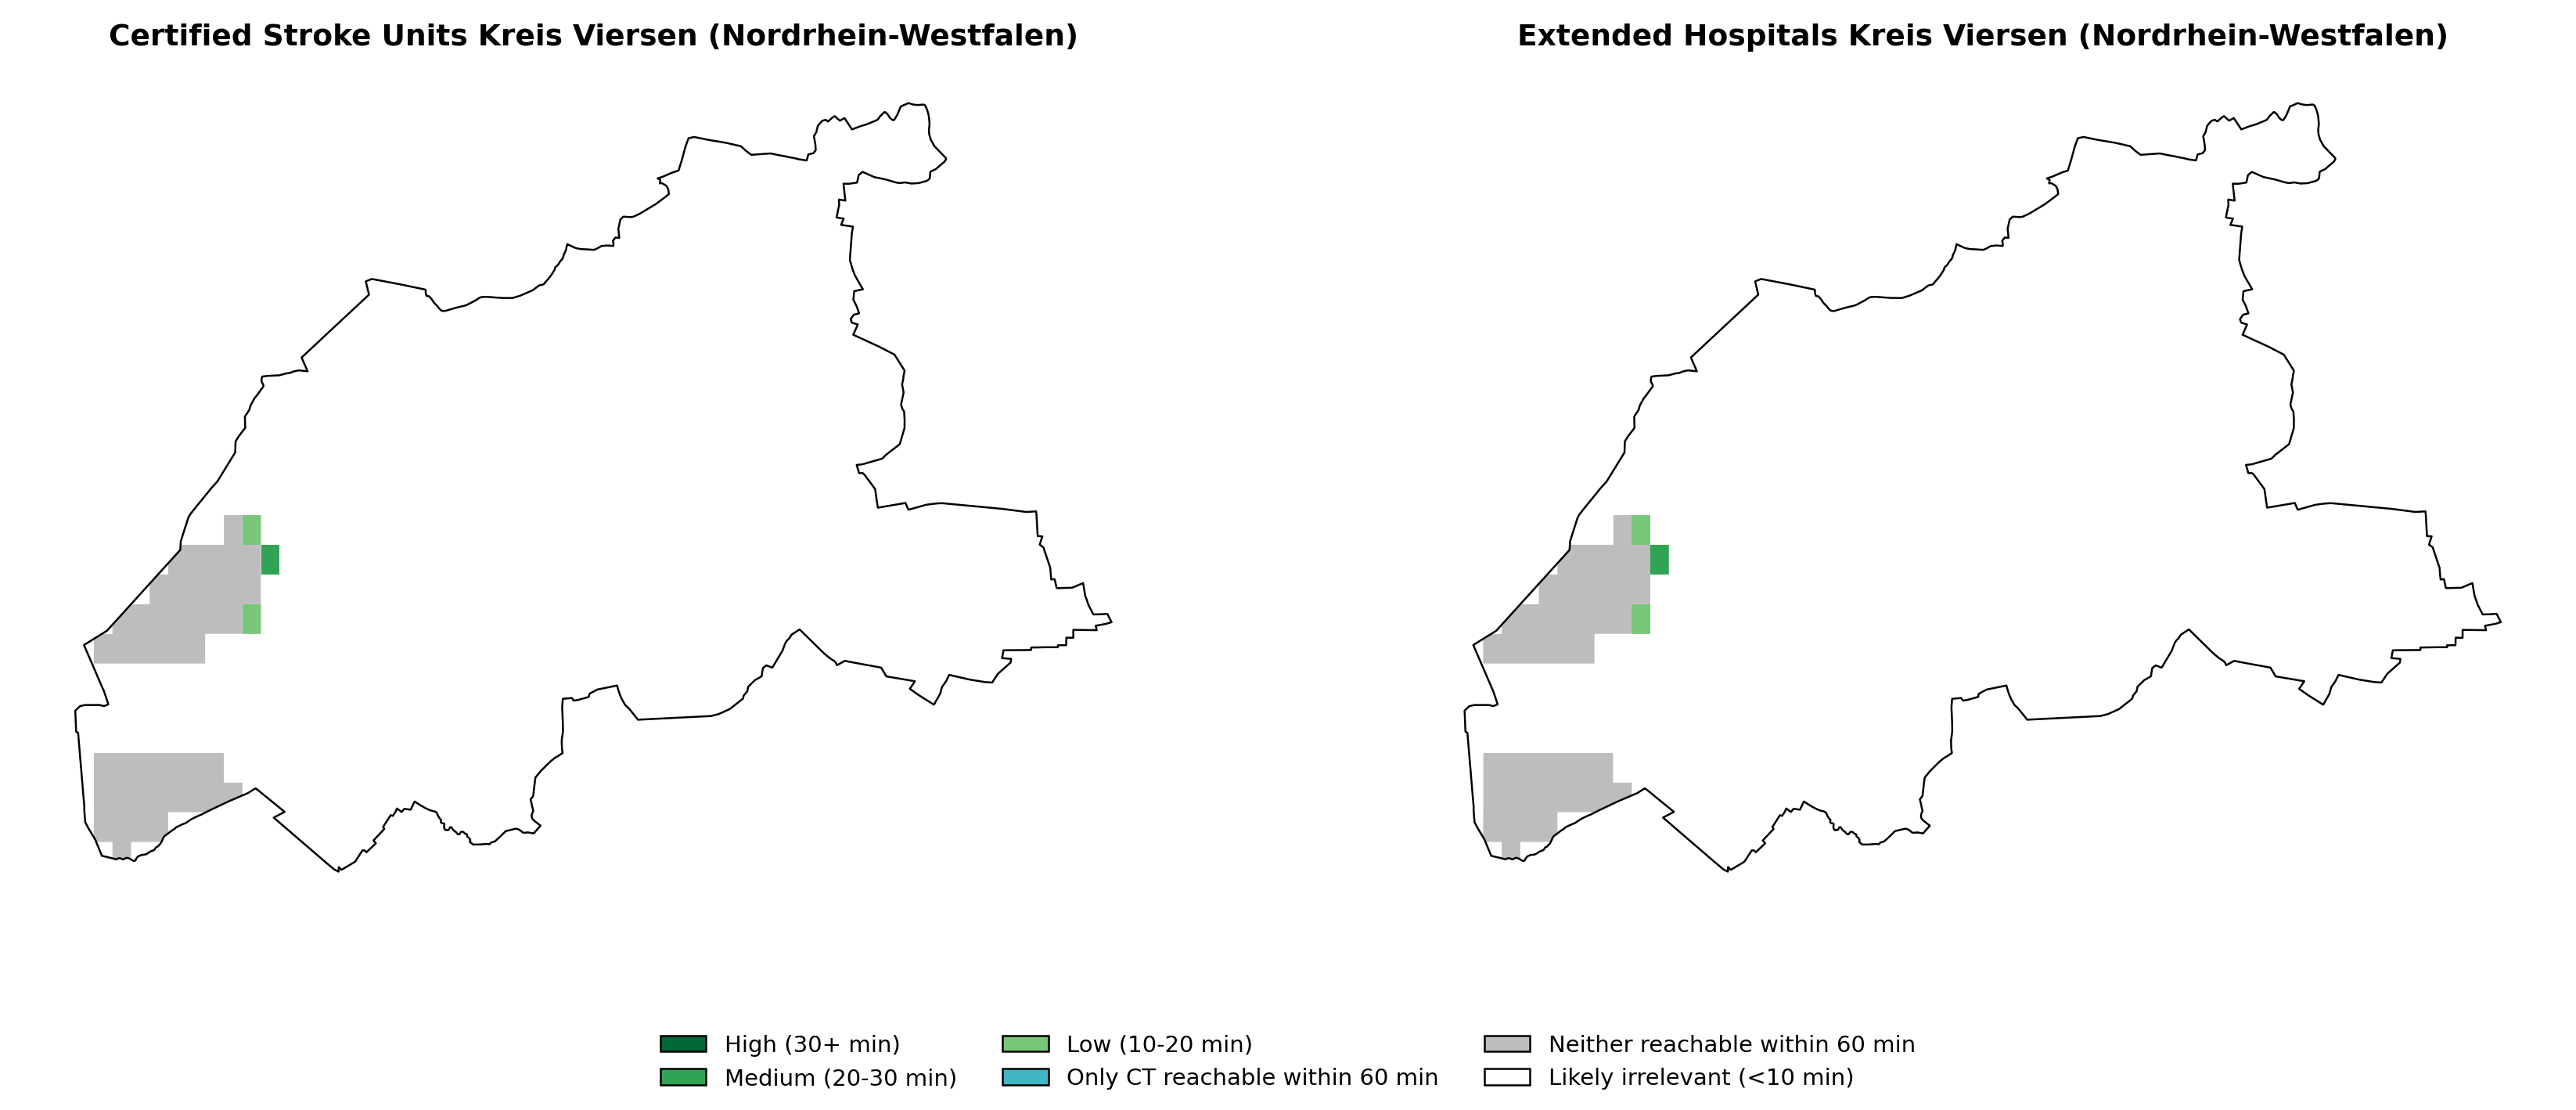 Certified Stroke Units Kreis Viersen (Nordrhein-Westfalen)
Extended Hospitals Kreis Viersen (Nordrhein-Westfalen)
High (30+ min)
Medium (20-30 min)
Low (10-20 min)
Only CT reachable within 60 min
Neither reachable within 60 min
Likely irrelevant (<10 min)